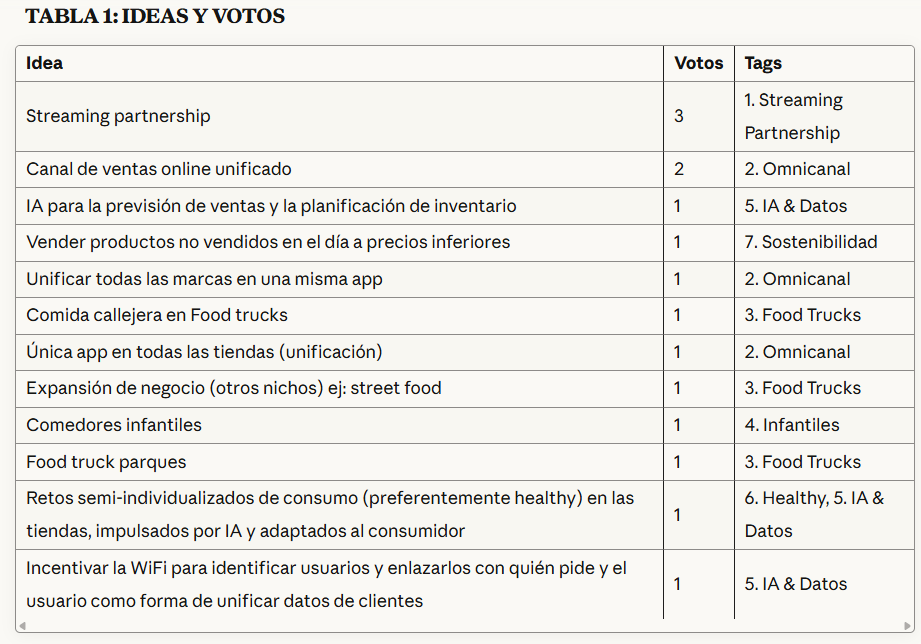 TABLA 1: IDEAS Y VOTOS
Idea Votos Tags
Streaming partnership 3 1. Streaming
Partnership
Canal de ventas online unificado 2 2. Omnicanal
IA para la previsión de ventas y la planificación de inventario 1 5. IA & Datos
Vender productos no vendidos en el día a precios inferiores 1 7. Sostenibilidad
Unificar todas las marcas en una misma app 1 2. Omnicanal
Comida callejera en Food trucks 1 3. Food Trucks
Única app en todas las tiendas (unificación) 1 2. Omnicanal
Expansión de negocio (otros nichos) ej: street food 1 3. Food Trucks
Comedores infantiles 1 4. Infantiles
Food truck parques 1 3. Food Trucks
Retos semi-individualizados de consumo (preferentemente healthy) en las
tiendas, impulsados por IA y adaptados al consumidor 1 6. Healthy, 5. IA &
Datos
Incentivar la WiFi para identificar usuarios y enlazarlos con quién pide y el
usuario como forma de unificar datos de clientes 1 5. IA & Datos